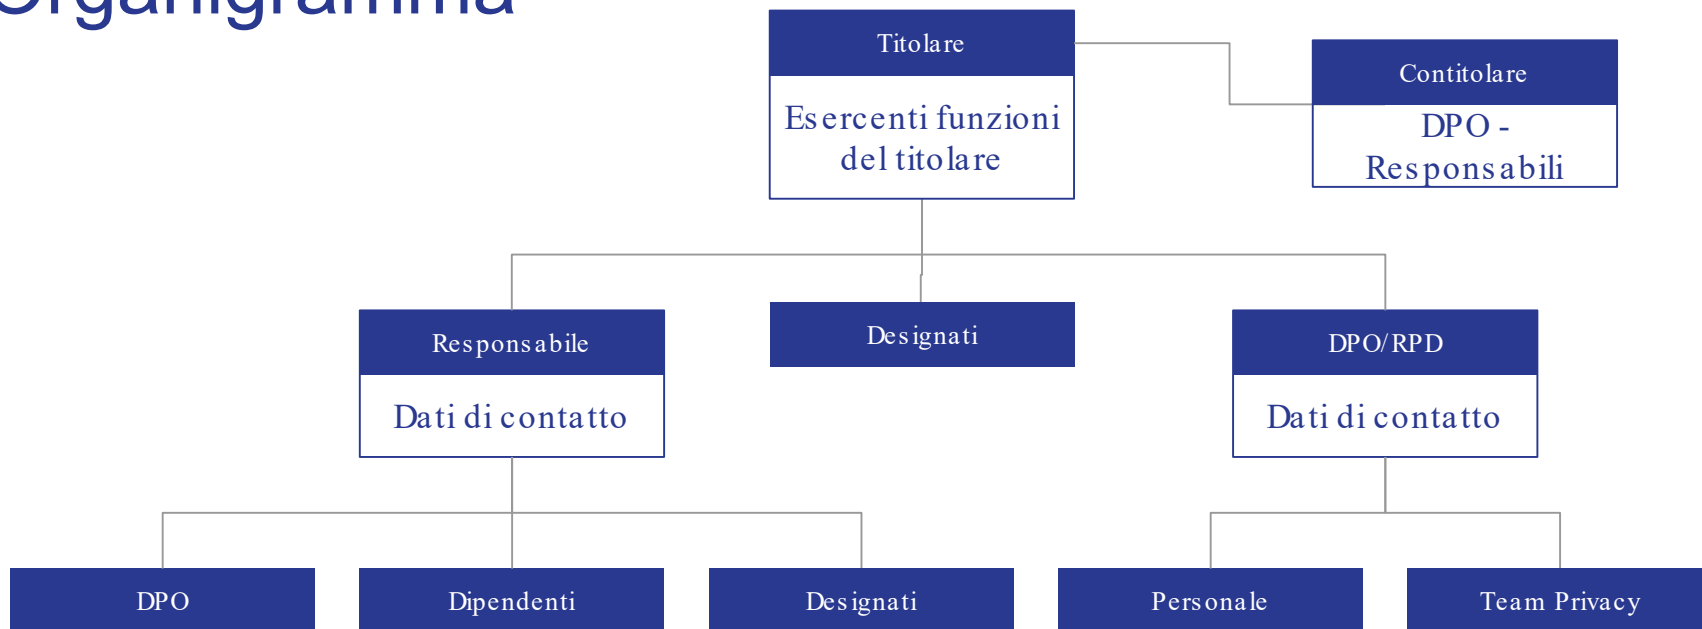 Organigramma
Titolare
Esercenti funzioni
del titolare
Contitolare
DPO -
Responsabili
Responsabile
Dati di contatto
Designati
DPO/RPD
Dati di contatto
DPO
Dipendenti
Designati
Personale
Team Privacy